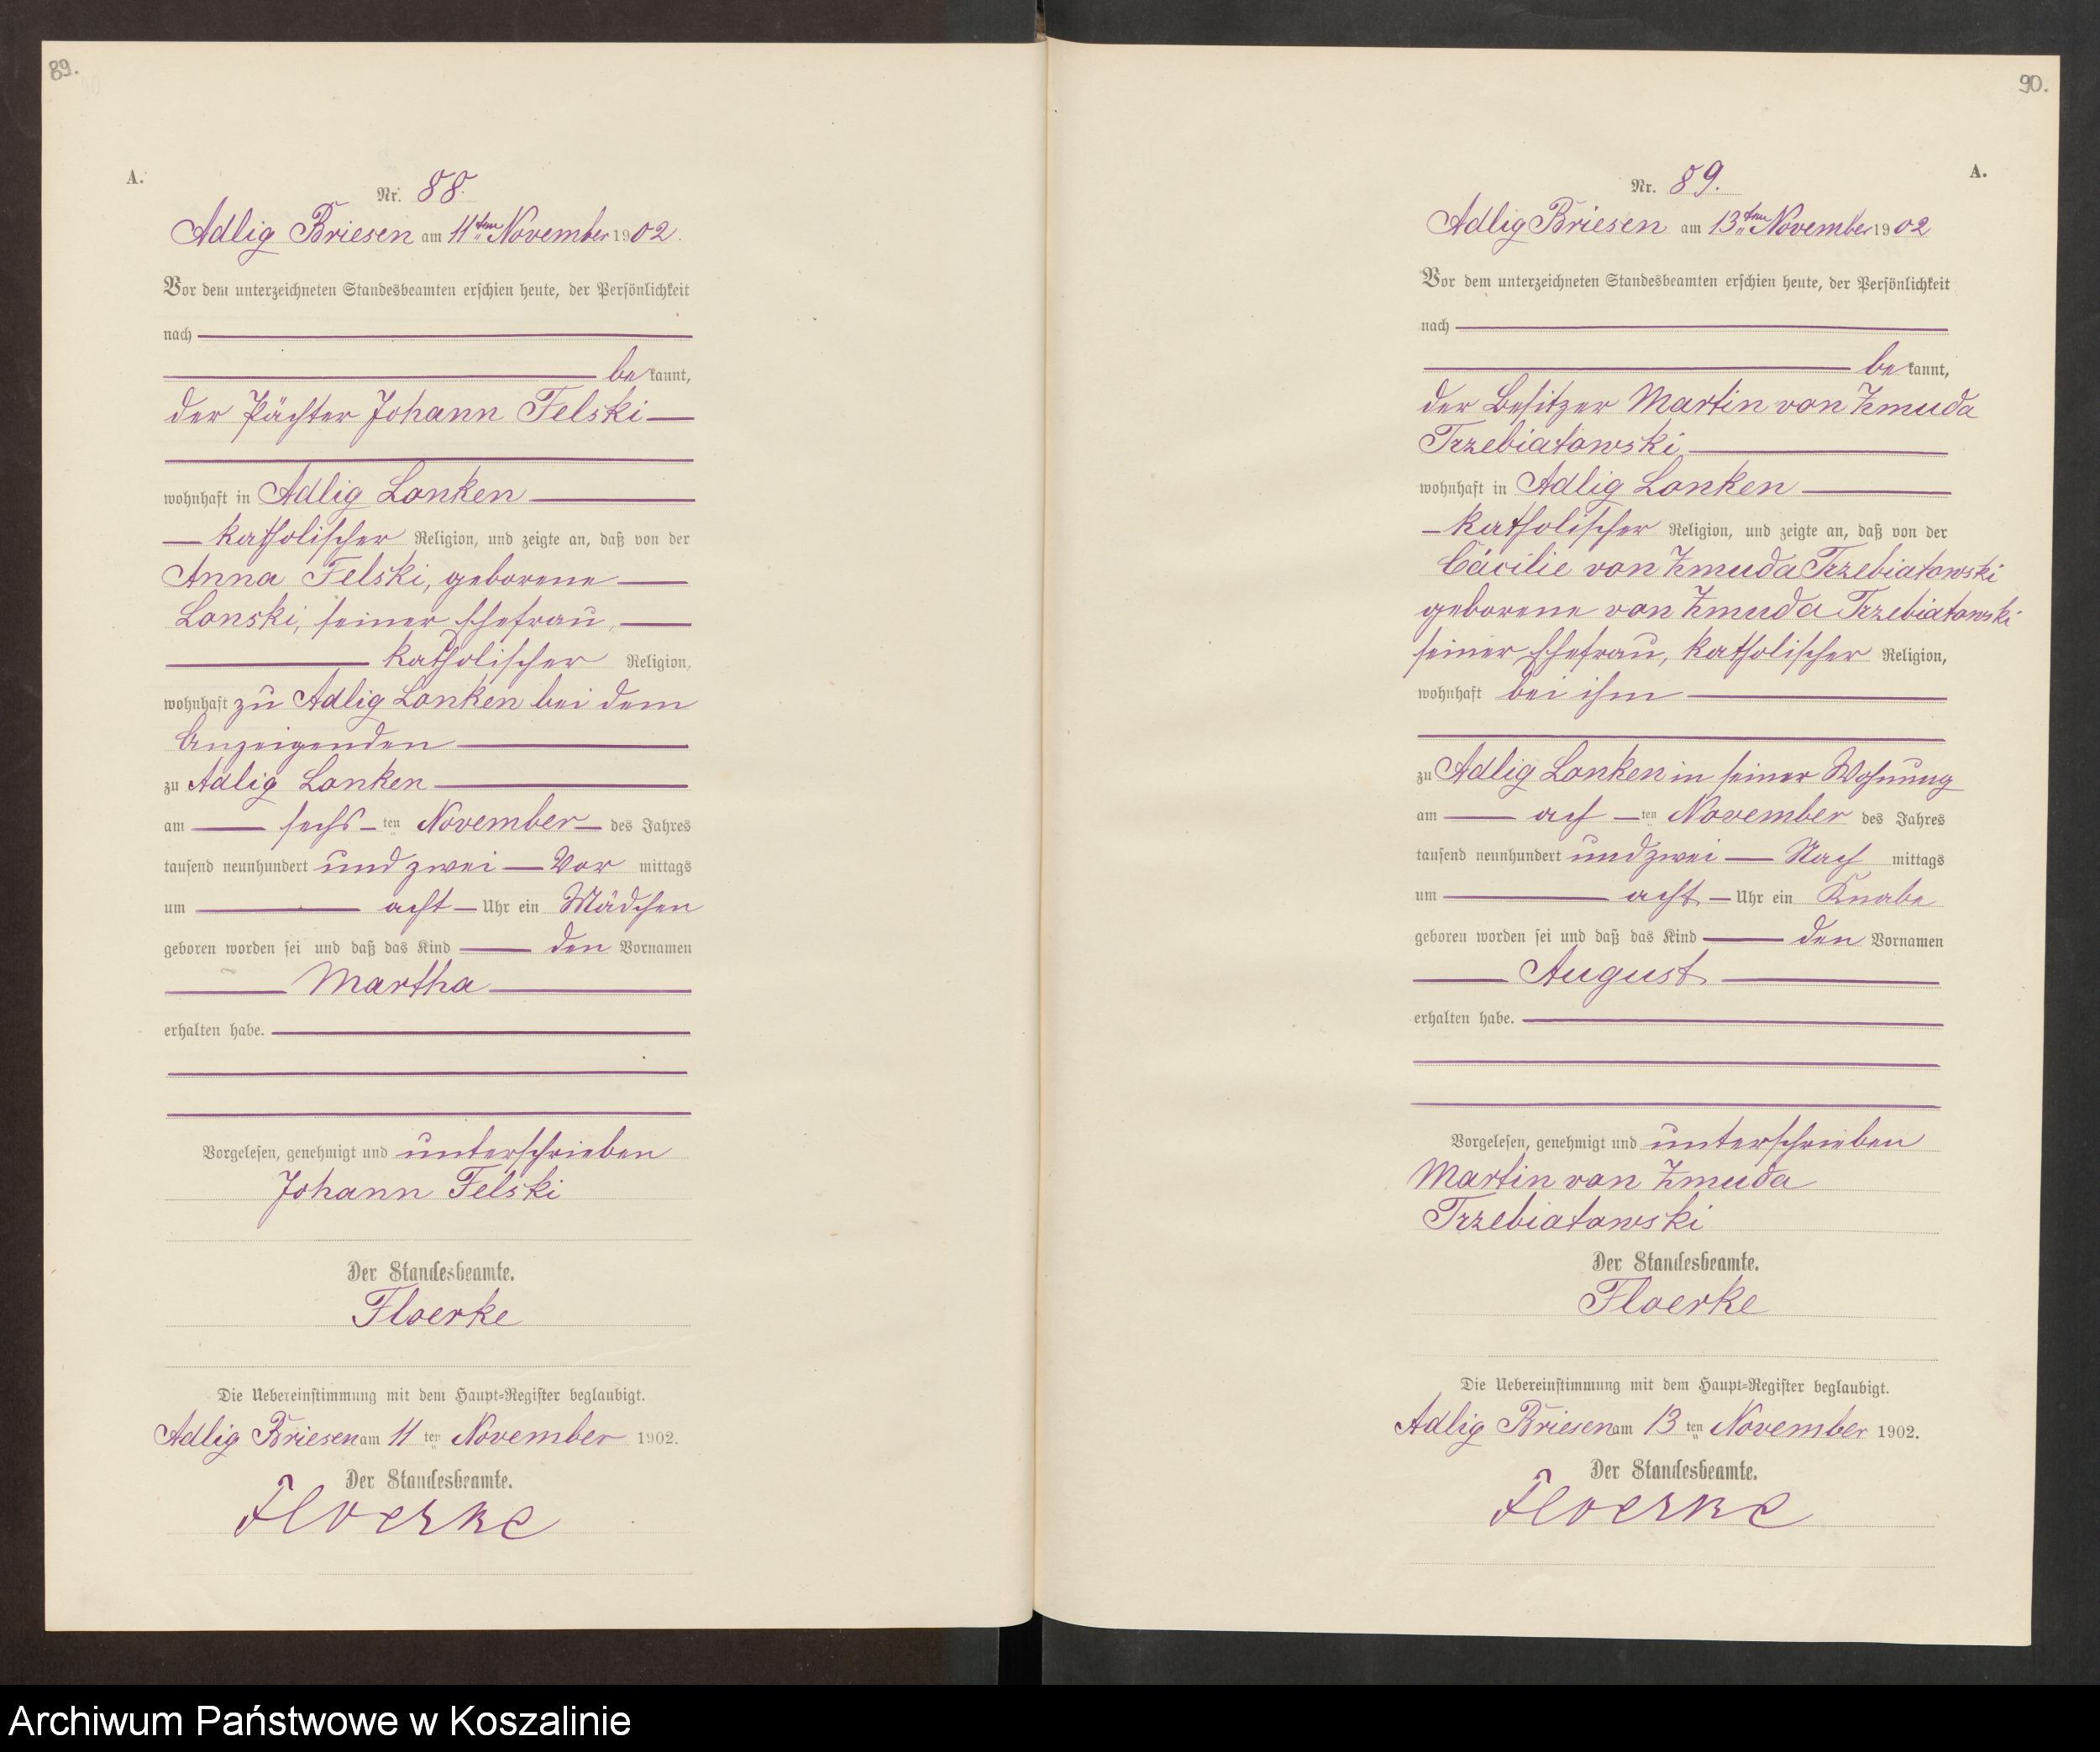 89.
A.
Nr. 88.
Adlig Briesen am 11ten November 1902.
Vor dem unterzeichneten Standesbeamten erschien heute, der Persönlichkeit
nach
bekannt,
der Pächter Johann Felski
wohnhaft in Adlig Lonken
katholischer Religion, und zeigte an, daß von der
Anna Felski, geborene
Lonski, seiner Ehefrau,
katholischer Religion,
wohnhaft zu Adlig Lonken bei dem
Anzeigenden
zu Adlig Lonken
am sechsten November des Jahres
tausend neunhundert und zwei Vormittags
um acht Uhr ein Mädchen
geboren worden sei und daß das Kind den Vornamen
Martha
erhalten habe.
Vorgelesen, genehmigt und unterschrieben
Johann Felski
Der Standesbeamte.
Floerke
Die Uebereinstimmung mit dem Haupt-Register beglaubigt.
Adlig Briesen am 11ten November 1902.
Der Standesbeamte.
Floerke
90.
A.
Nr. 89.
Adlig Briesen am 13ten November 1902
Vor dem unterzeichneten Standesbeamten erschien heute, der Persönlichkeit
nach
bekannt,
der Besitzer Martin von Zmuda
Trzebiatowski
wohnhaft in Adlig Lonken
katholischer Religion, und zeigte an, daß von der
Cäcilie von Zmuda Trzebiatowski
geborene von Zmuda Trzebiatowski
seiner Ehefrau, katholischer Religion,
wohnhaft bei ihm
zu Adlig Lonken in seiner Wohnung
am achten November des Jahres
tausend neunhundert und zwei Nachmittags
um acht Uhr ein Knabe
geboren worden sei und daß das Kind den Vornamen
August
erhalten habe.
Vorgelesen, genehmigt und unterschrieben
Martin von Zmuda
Trzebiatowski
Der Standesbeamte.
Floerke
Die Uebereinstimmung mit dem Haupt-Register beglaubigt.
Adlig Briesen am 13ten November 1902.
Der Standesbeamte.
Floerke
Archiwum Państwowe w Koszalinie